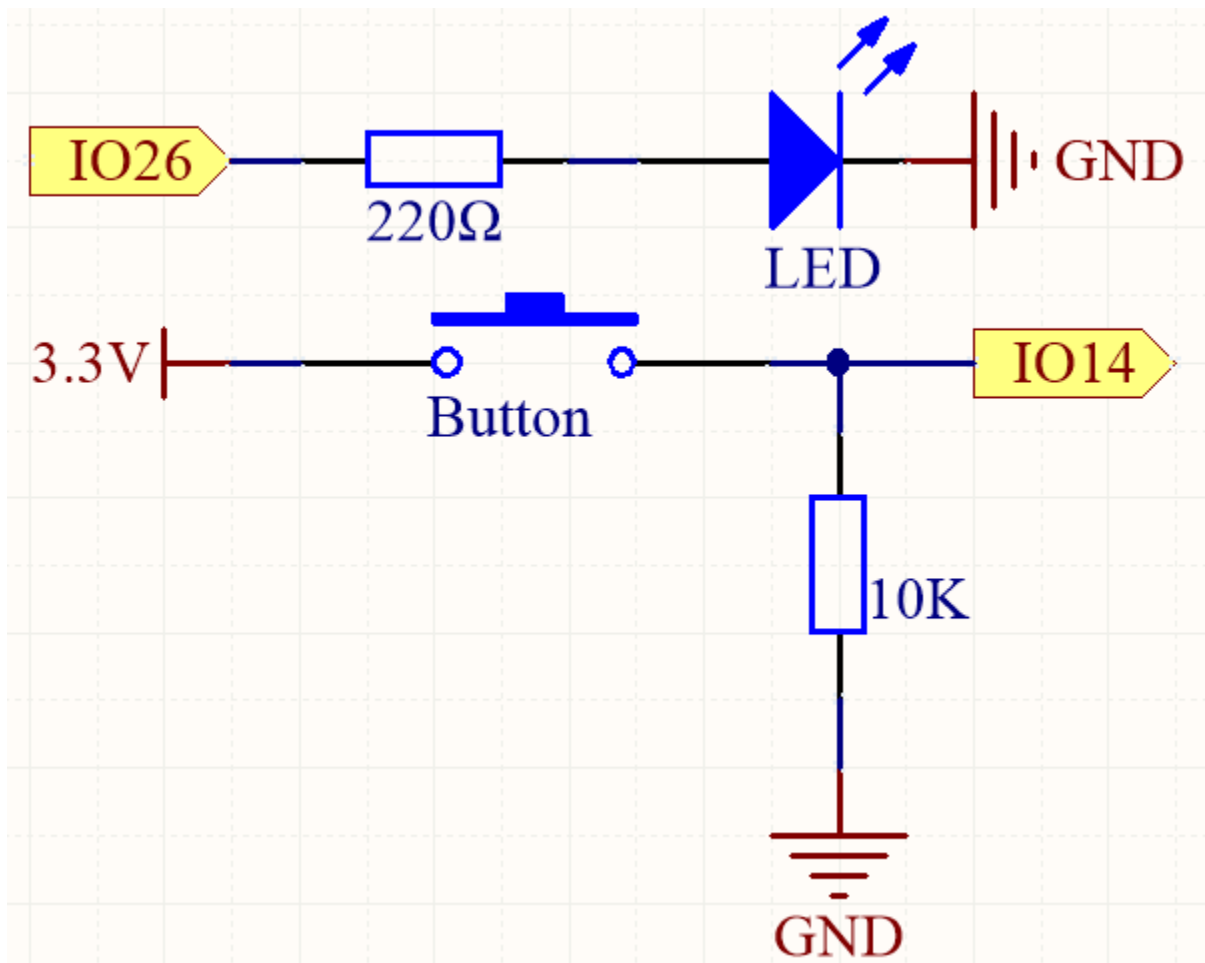 IO26
220Ω
LED
GND
3.3V
Button
IO14
10K
GND